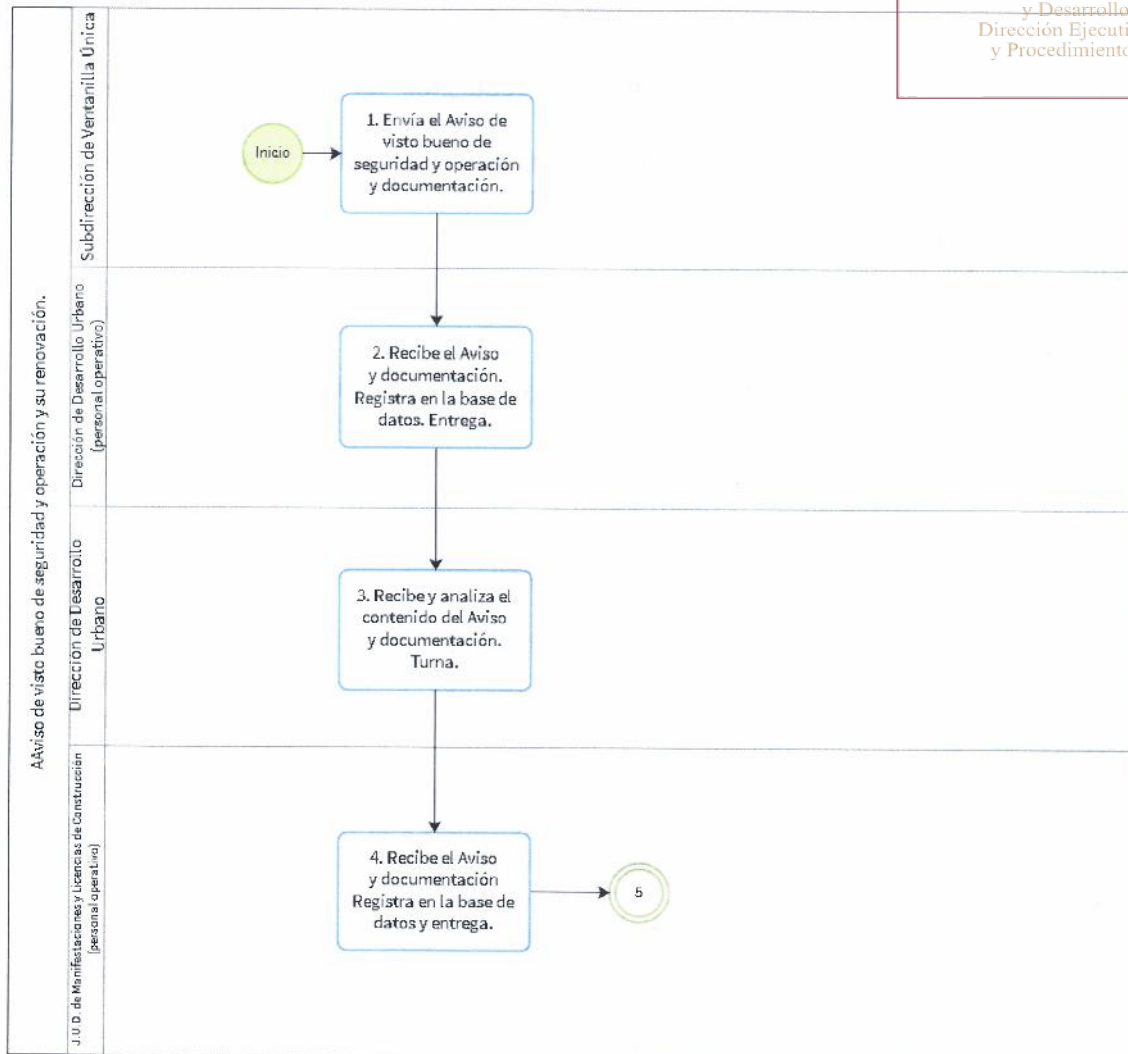 y Desarrollo
Dirección Ejecuti
y Procedimiento
AAviso de visto bueno de seguridad y operación y su renovación.
Subdirección de Ventanilla Única
Inicio
1. Envía el Aviso de
visto bueno de
seguridad y operación
y documentación.
Dirección de Desarrollo Urbano
(personal operativo)
2. Recibe el Aviso
y documentación.
Registra en la base de
datos. Entrega.
Dirección de Desarrollo
Urbano
3. Recibe y analiza el
contenido del Aviso
y documentación.
Turna.
J.U.D. de Manifestaciones y Licencias de Construcción
(personal operativo)
4. Recibe el Aviso
y documentación
Registra en la base de
datos y entrega.
5